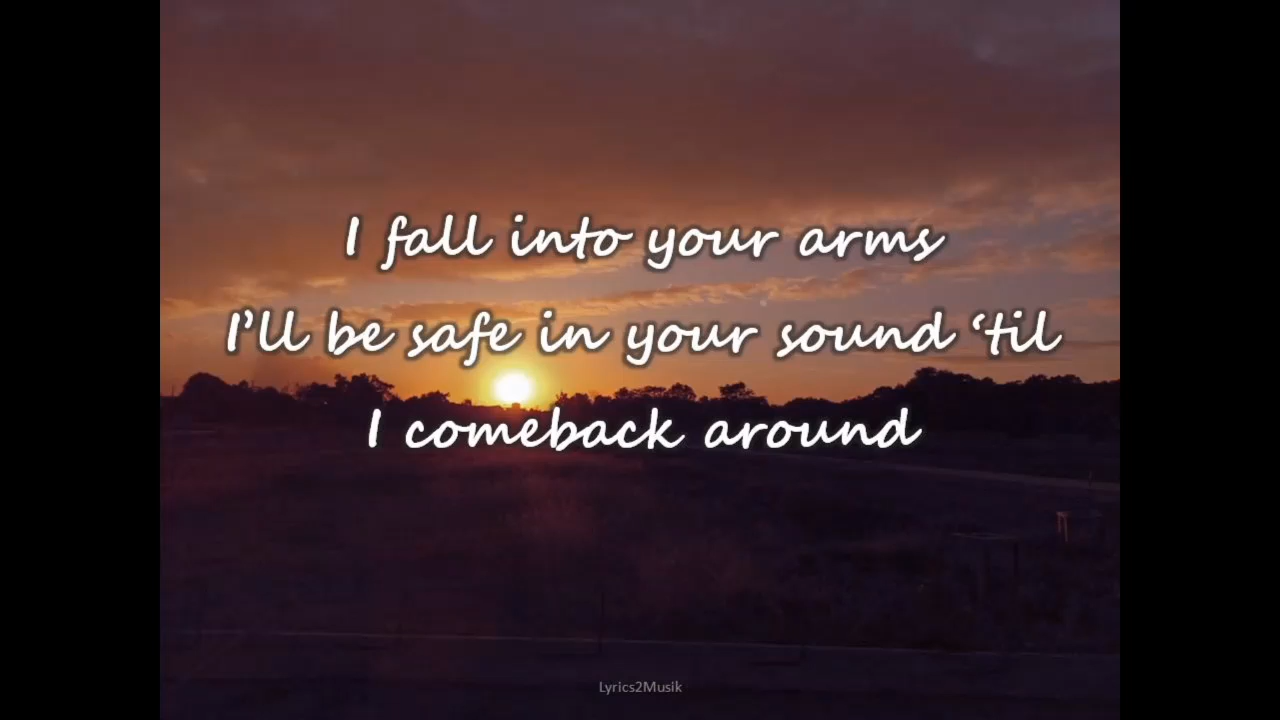 I fall into your arms
I’ll be safe in your sound ‘til
I comeback around
Lyrics2Musik